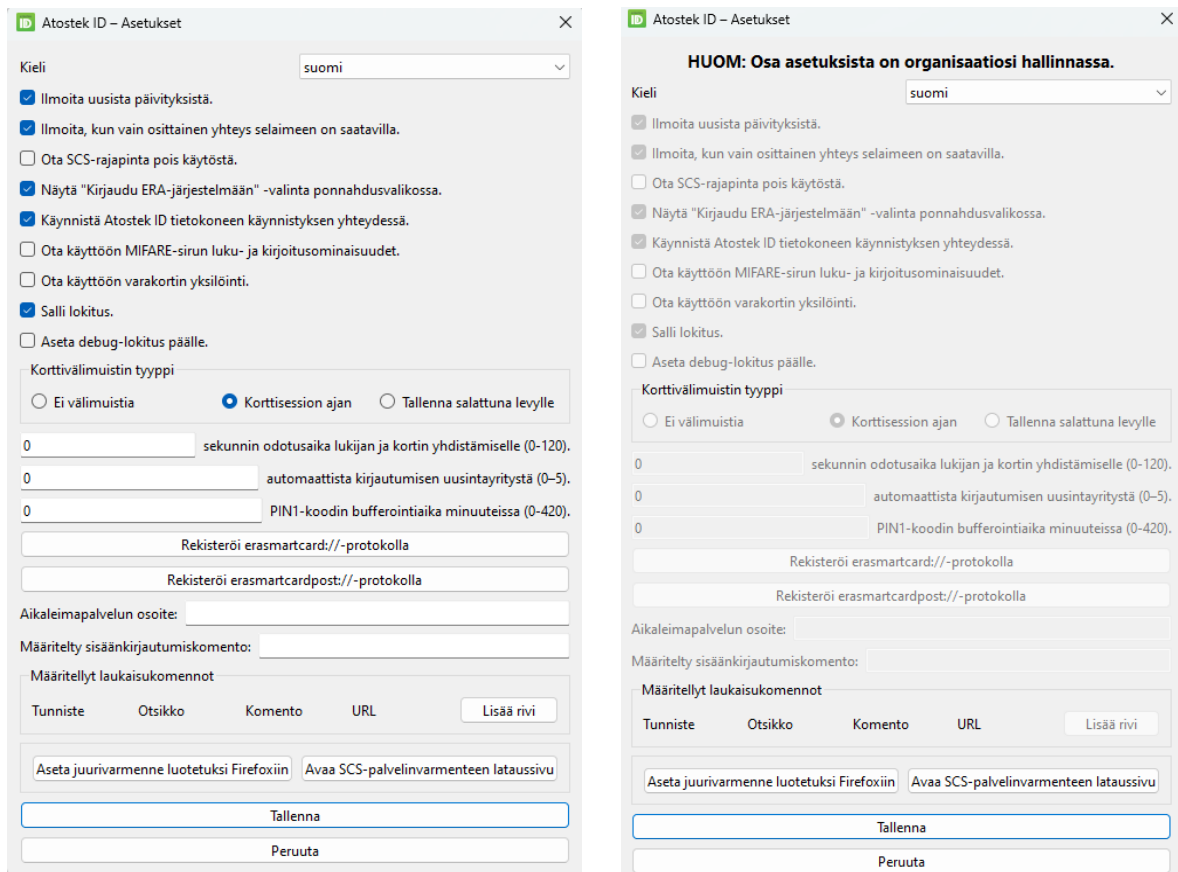 Atostek ID – Asetukset
Kieli
suomi
Ilmoita uusista päivityksistä.
Ilmoita, kun vain osittainen yhteys selaimeen on saatavilla.
Ota SCS-rajapinta pois käytöstä.
Näytä "Kirjaudu ERA-järjestelmään" -valinta ponnahdusvalikossa.
Käynnistä Atostek ID tietokoneen käynnistyksen yhteydessä.
Ota käyttöön MIFARE-sirun luku- ja kirjoitusominaisuudet.
Ota käyttöön varakortin yksilöinti.
Salli lokitus.
Aseta debug-lokitus päälle.
Korttivälimuistin tyyppi
Ei välimuistia Korttisession ajan Tallenna salattuna levylle
0 sekunnin odotusaika lukijan ja kortin yhdistämiselle (0-120).
0 automaattista kirjautumisen uusintayritystä (0–5).
0 PIN1-koodin bufferointiaika minuuteissa (0-420).
Rekisteröi erasmartcard://-protokolla
Rekisteröi erasmartcardpost://-protokolla
Aikaleimapalvelun osoite:
Määritelty sisäänkirjautumiskomento:
Määritellyt laukaisukomennot
Tunniste Otsikko Komento URL Lisää rivi
Aseta juurivarmenne luotetuksi Firefoxiin Avaa SCS-palvelinvarmenteen lataussivu
Tallenna
Peruuta
Atostek ID – Asetukset
HUOM: Osa asetuksista on organisaatiosi hallinnassa.
Kieli
suomi
Ilmoita uusista päivityksistä.
Ilmoita, kun vain osittainen yhteys selaimeen on saatavilla.
Ota SCS-rajapinta pois käytöstä.
Näytä "Kirjaudu ERA-järjestelmään" -valinta ponnahdusvalikossa.
Käynnistä Atostek ID tietokoneen käynnistyksen yhteydessä.
Ota käyttöön MIFARE-sirun luku- ja kirjoitusominaisuudet.
Ota käyttöön varakortin yksilöinti.
Salli lokitus.
Aseta debug-lokitus päälle.
Korttivälimuistin tyyppi
Ei välimuistia Korttisession ajan Tallenna salattuna levylle
0 sekunnin odotusaika lukijan ja kortin yhdistämiselle (0-120).
0 automaattista kirjautumisen uusintayritystä (0–5).
0 PIN1-koodin bufferointiaika minuuteissa (0-420).
Rekisteröi erasmartcard://-protokolla
Rekisteröi erasmartcardpost://-protokolla
Aikaleimapalvelun osoite:
Määritelty sisäänkirjautumiskomento:
Määritellyt laukaisukomennot
Tunniste Otsikko Komento URL Lisää rivi
Aseta juurivarmenne luotetuksi Firefoxiin Avaa SCS-palvelinvarmenteen lataussivu
Tallenna
Peruuta